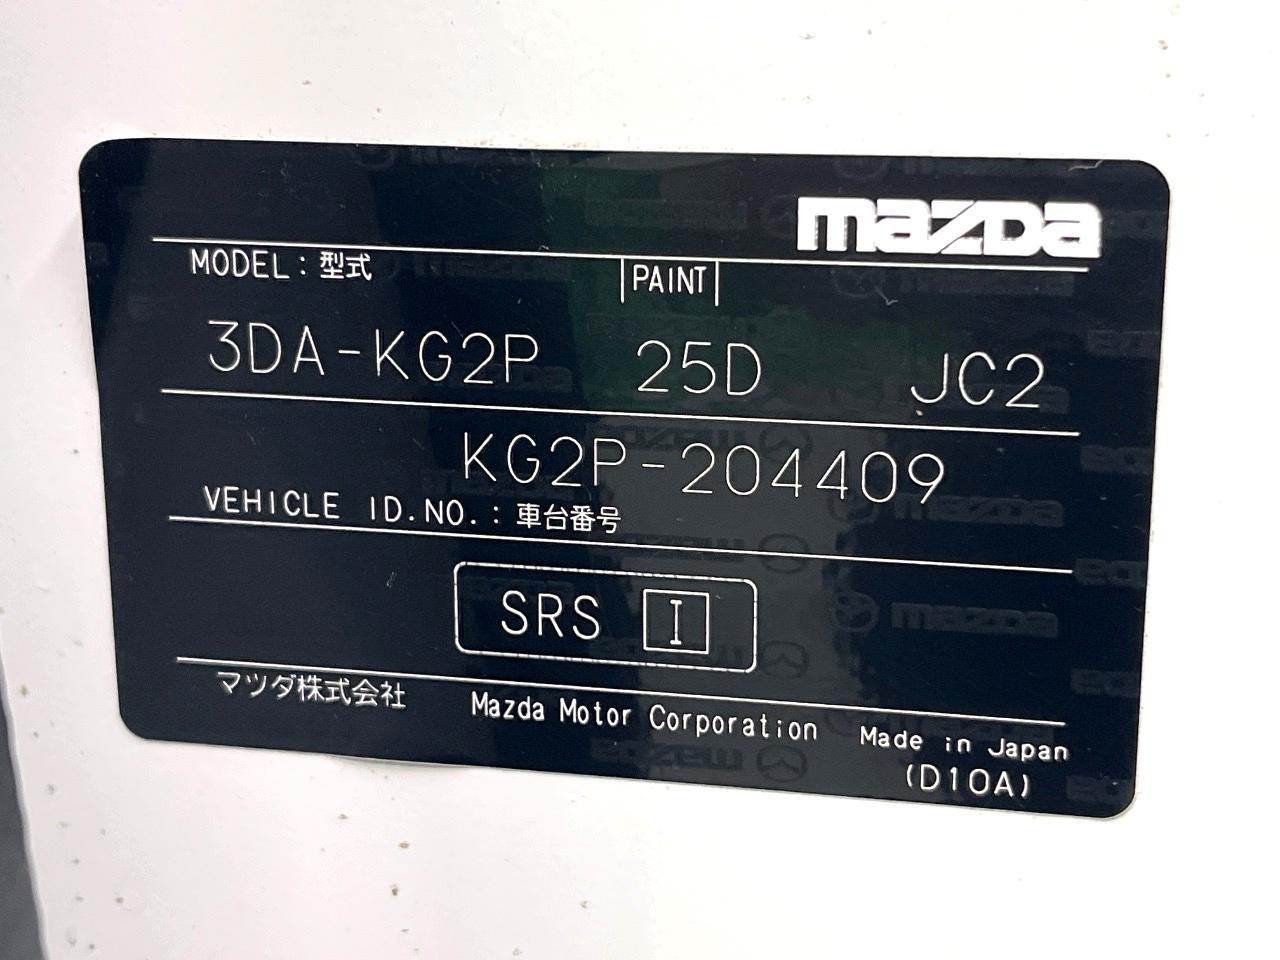 mazda
MODEL：型式 PAINT
3DA-KG2P 25D JC2
KG2P-204409
VEHICLE ID.NO.：車台番号
SRS I
マツダ株式会社 Mazda Motor Corporation Made in Japan
(D10A)